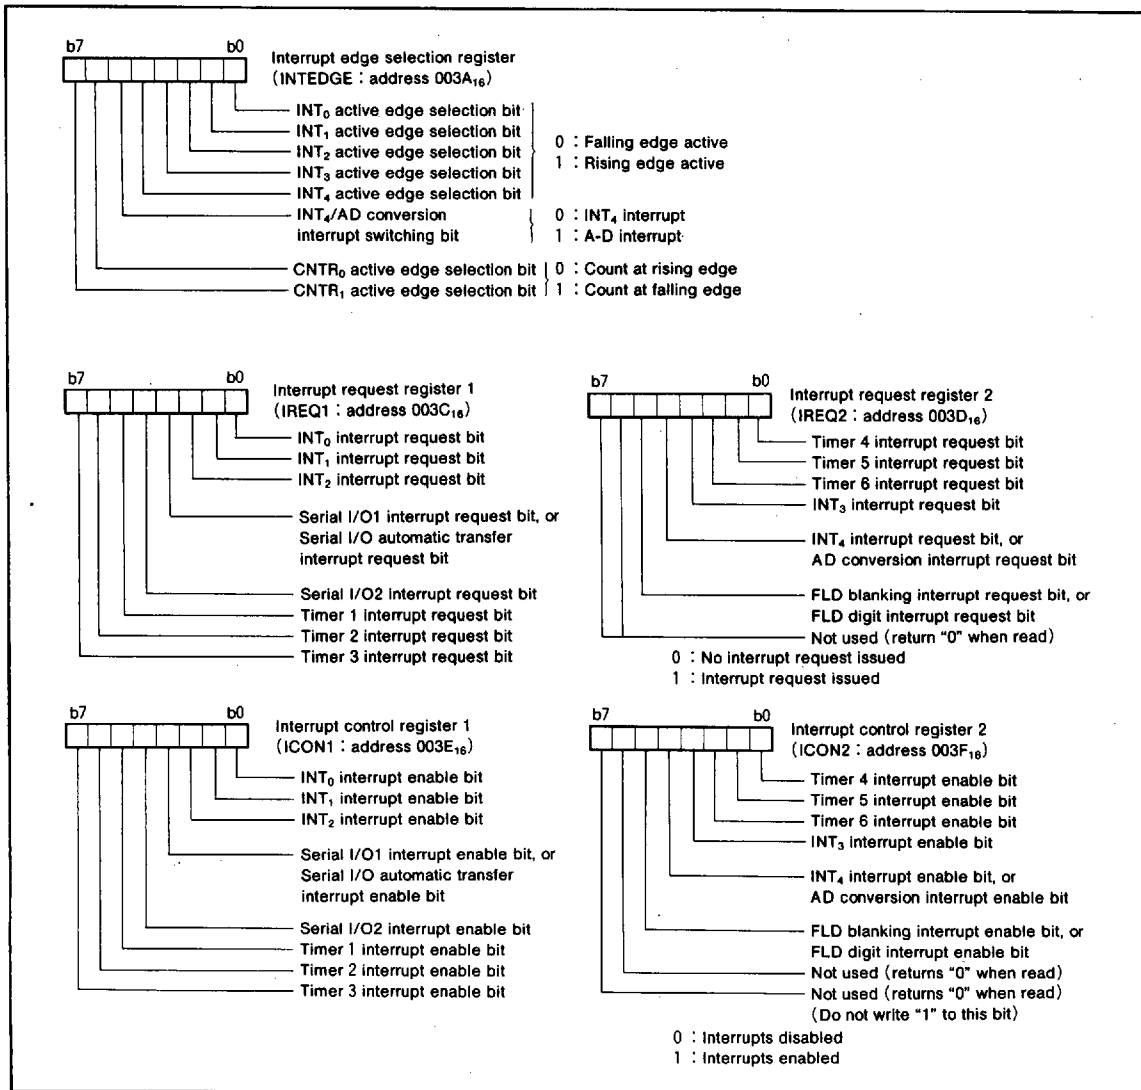 b7 b0
Interrupt edge selection register
(INTEDGE : address 003A₁₆)
INT₀ active edge selection bit
INT₁ active edge selection bit
INT₂ active edge selection bit
INT₃ active edge selection bit
INT₄ active edge selection bit
0 : Falling edge active
1 : Rising edge active
INT₄/AD conversion
interrupt switching bit
0 : INT₄ interrupt
1 : A-D interrupt
CNTR₀ active edge selection bit
CNTR₁ active edge selection bit
0 : Count at rising edge
1 : Count at falling edge
b7 b0
Interrupt request register 1
(IREQ1 : address 003C₁₆)
INT₀ interrupt request bit
INT₁ interrupt request bit
INT₂ interrupt request bit
Serial I/O1 interrupt request bit, or
Serial I/O automatic transfer
interrupt request bit
Serial I/O2 interrupt request bit
Timer 1 interrupt request bit
Timer 2 interrupt request bit
Timer 3 interrupt request bit
b7 b0
Interrupt request register 2
(IREQ2 : address 003D₁₆)
Timer 4 interrupt request bit
Timer 5 interrupt request bit
Timer 6 interrupt request bit
INT₃ interrupt request bit
INT₄ interrupt request bit, or
AD conversion interrupt request bit
FLD blanking interrupt request bit, or
FLD digit interrupt request bit
Not used (return "0" when read)
0 : No interrupt request issued
1 : Interrupt request issued
b7 b0
Interrupt control register 1
(ICON1 : address 003E₁₆)
INT₀ interrupt enable bit
INT₁ interrupt enable bit
INT₂ interrupt enable bit
Serial I/O1 interrupt enable bit, or
Serial I/O automatic transfer
interrupt enable bit
Serial I/O2 interrupt enable bit
Timer 1 interrupt enable bit
Timer 2 interrupt enable bit
Timer 3 interrupt enable bit
b7 b0
Interrupt control register 2
(ICON2 : address 003F₁₆)
Timer 4 interrupt enable bit
Timer 5 interrupt enable bit
Timer 6 interrupt enable bit
INT₃ interrupt enable bit
INT₄ interrupt enable bit, or
AD conversion interrupt enable bit
FLD blanking interrupt enable bit, or
FLD digit interrupt enable bit
Not used (returns "0" when read)
Not used (returns "0" when read)
(Do not write "1" to this bit)
0 : Interrupts disabled
1 : Interrupts enabled